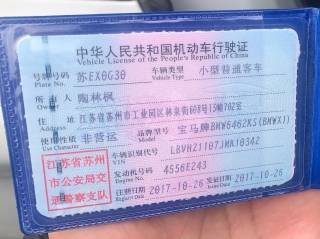 中华人民共和国机动车行驶证
Vehicle License of the People's Republic of China
号牌号码 苏EX0G30 车辆类型 小型普通客车
Plate No. Vehicle Type
所有人 陶林枫
Owner
住址 江苏省苏州市工业园区林泉街608号15幢702室
Address
使用性质 非营运 品牌型号 宝马牌BMW6462KS(BMWX1)
Use Character Model
江苏省苏州
市公安局交
通警察支队
车辆识别代号 LBVH21107JMK10342
VIN
发动机号码 4556E243
Engine No.
注册日期 2017-10-26 发证日期 2017-10-26
Register Date Issue Date